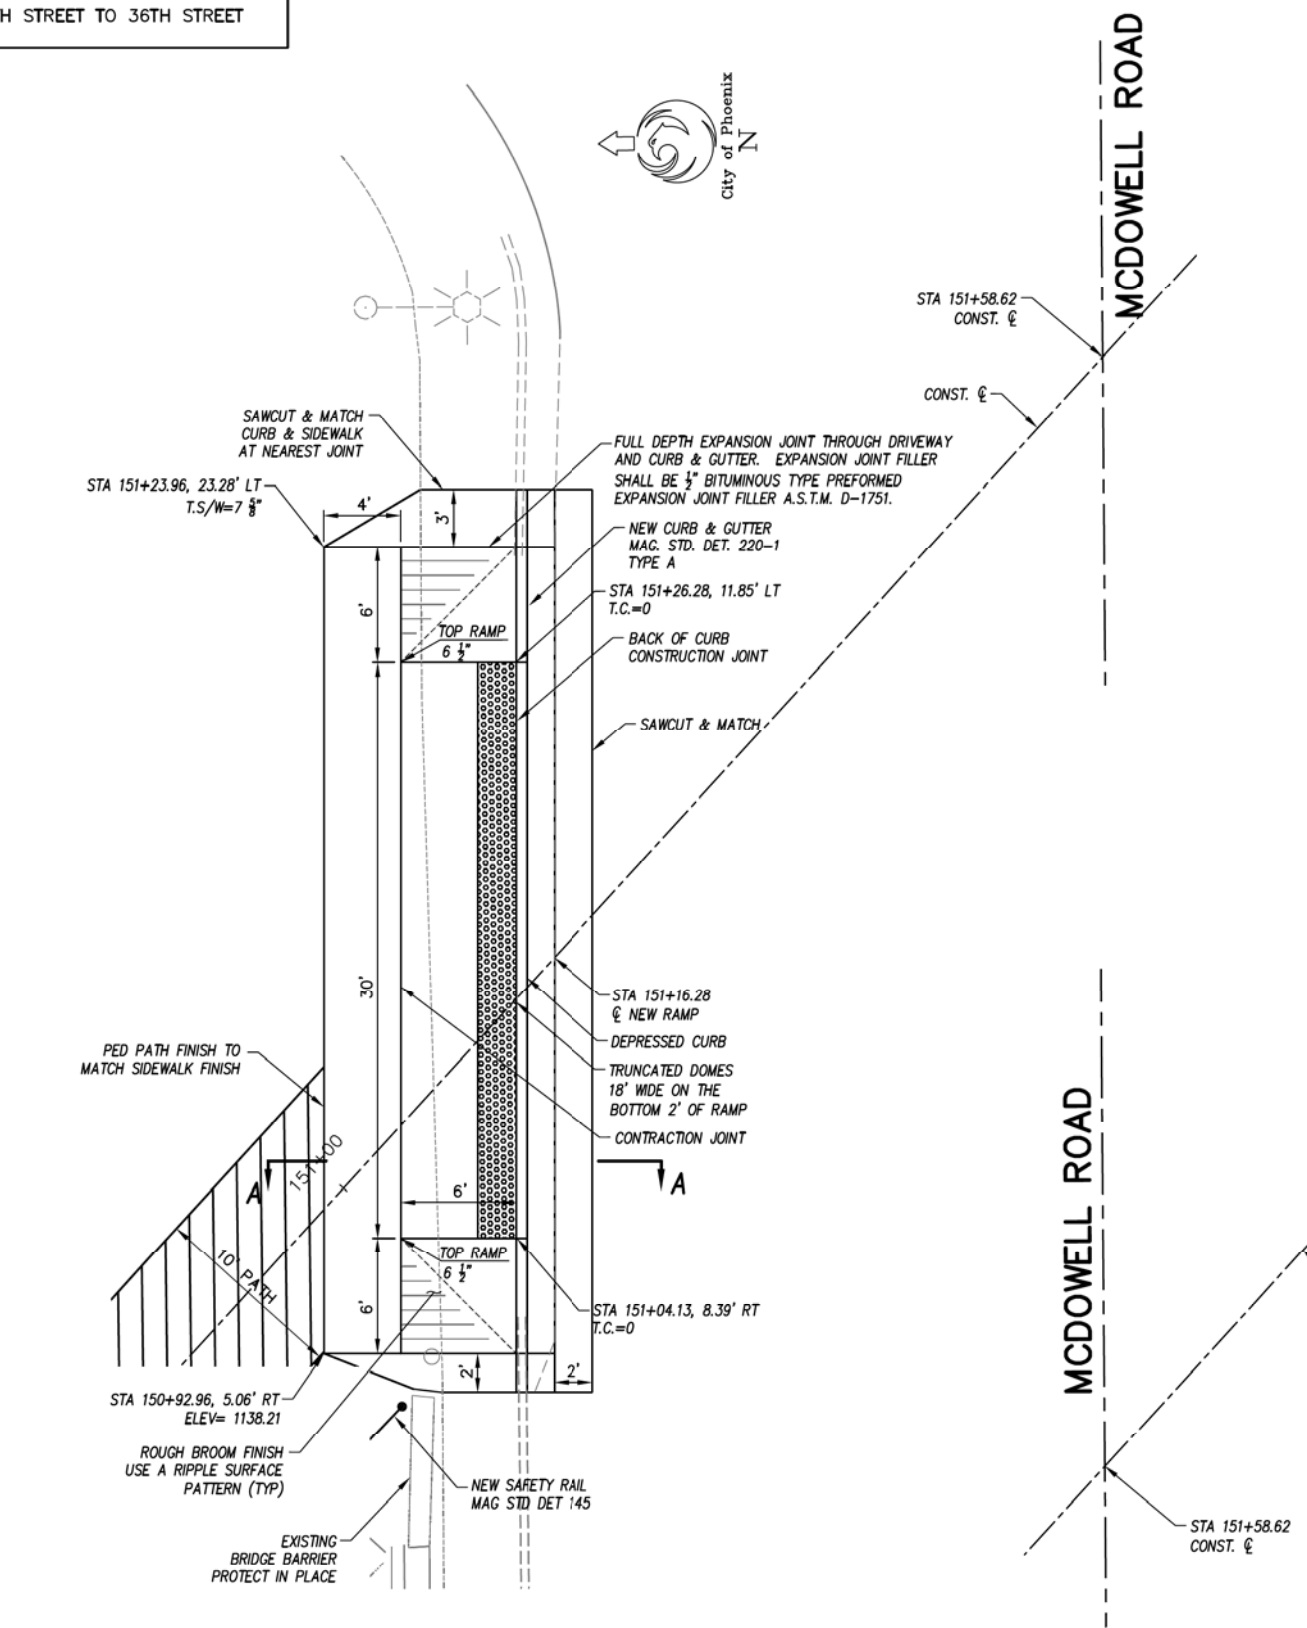 H STREET TO 36TH STREET
City of Phoenix
N
MCDOWELL ROAD
STA 151+58.62
CONST. ℄
CONST. ℄
SAWCUT & MATCH
CURB & SIDEWALK
AT NEAREST JOINT
STA 151+23.96, 23.28' LT
T.S/W=7 5/8"
4'
3'
FULL DEPTH EXPANSION JOINT THROUGH DRIVEWAY
AND CURB & GUTTER. EXPANSION JOINT FILLER
SHALL BE 1/2" BITUMINOUS TYPE PREFORMED
EXPANSION JOINT FILLER A.S.T.M. D-1751.
NEW CURB & GUTTER
MAG. STD. DET. 220-1
TYPE A
STA 151+26.28, 11.85' LT
T.C.=0
6'
TOP RAMP
6 1/2"
BACK OF CURB
CONSTRUCTION JOINT
SAWCUT & MATCH
30'
STA 151+16.28
℄ NEW RAMP
DEPRESSED CURB
TRUNCATED DOMES
18' WIDE ON THE
BOTTOM 2' OF RAMP
CONTRACTION JOINT
PED PATH FINISH TO
MATCH SIDEWALK FINISH
151+00
A
A
6'
10' PATH
TOP RAMP
6 1/2"
6'
STA 151+04.13, 8.39' RT
T.C.=0
2'
2'
STA 150+92.96, 5.06' RT
ELEV= 1138.21
ROUGH BROOM FINISH
USE A RIPPLE SURFACE
PATTERN (TYP)
NEW SAFETY RAIL
MAG STD DET 145
EXISTING
BRIDGE BARRIER
PROTECT IN PLACE
MCDOWELL ROAD
STA 151+58.62
CONST. ℄